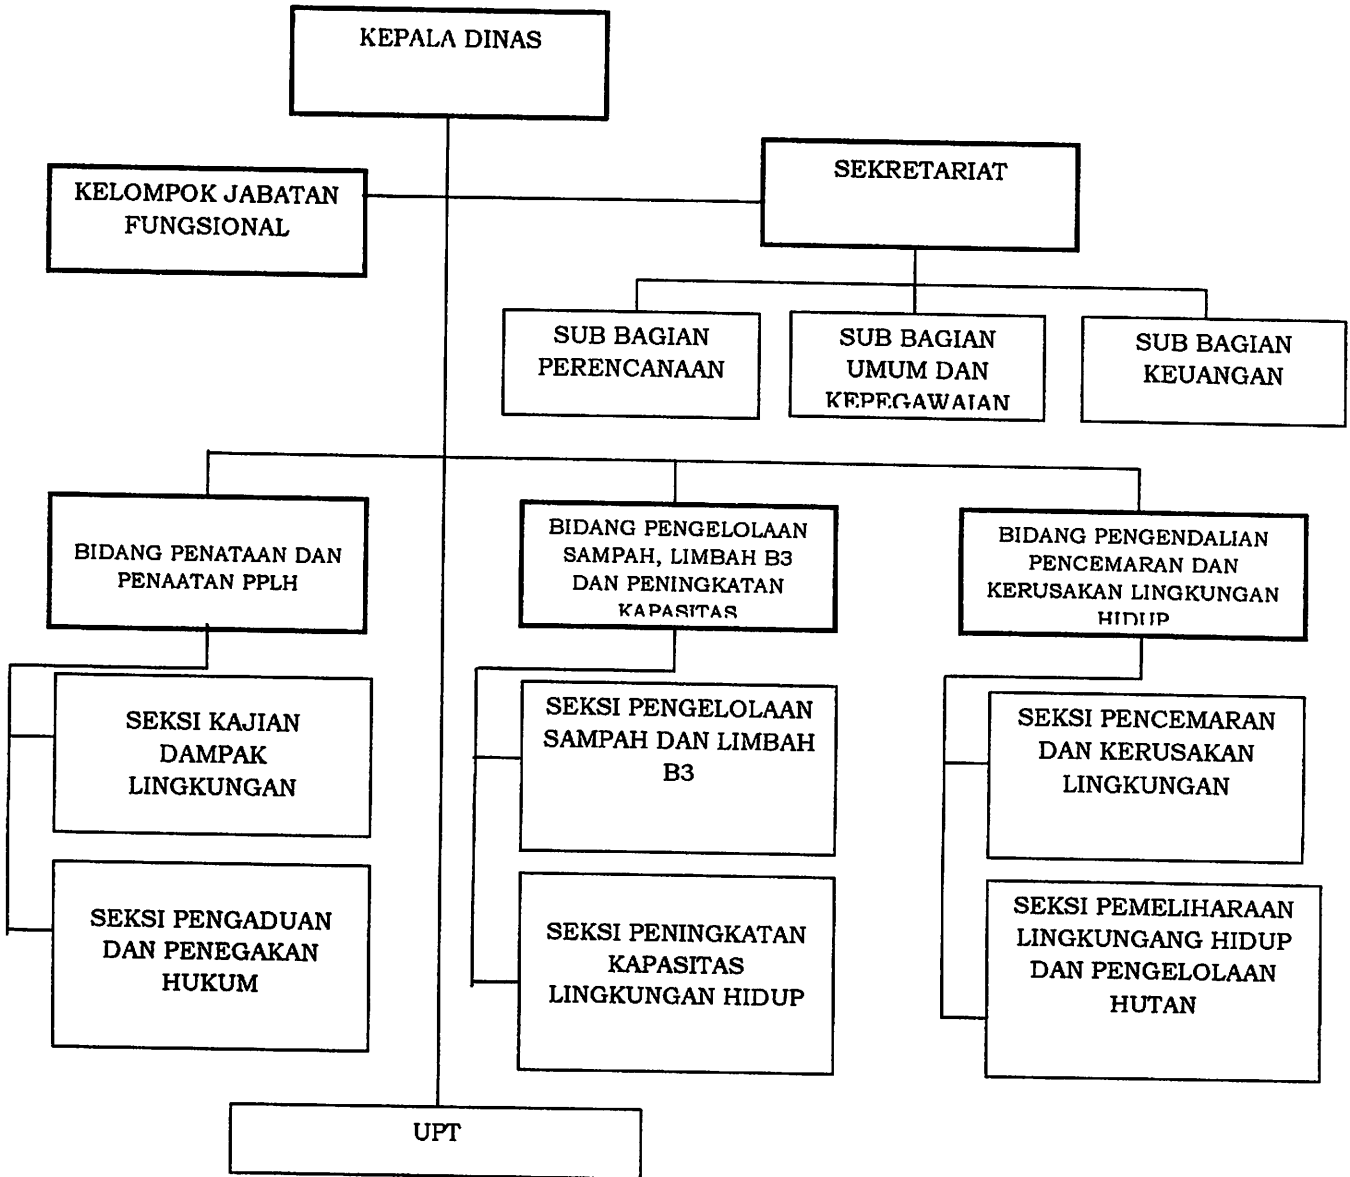 KEPALA DINAS
KELOMPOK JABATAN
FUNGSIONAL
SEKRETARIAT
SUB BAGIAN
PERENCANAAN
SUB BAGIAN
UMUM DAN
KEPEGAWAIAN
SUB BAGIAN
KEUANGAN
BIDANG PENATAAN DAN
PENAATAN PPLH
BIDANG PENGELOLAAN
SAMPAH, LIMBAH B3
DAN PENINGKATAN
KAPASITAS
BIDANG PENGENDALIAN
PENCEMARAN DAN
KERUSAKAN LINGKUNGAN
HIDUP
SEKSI KAJIAN
DAMPAK
LINGKUNGAN
SEKSI PENGELOLAAN
SAMPAH DAN LIMBAH
B3
SEKSI PENCEMARAN
DAN KERUSAKAN
LINGKUNGAN
SEKSI PENGADUAN
DAN PENEGAKAN
HUKUM
SEKSI PENINGKATAN
KAPASITAS
LINGKUNGAN HIDUP
SEKSI PEMELIHARAAN
LINGKUNGANG HIDUP
DAN PENGELOLAAN
HUTAN
UPT